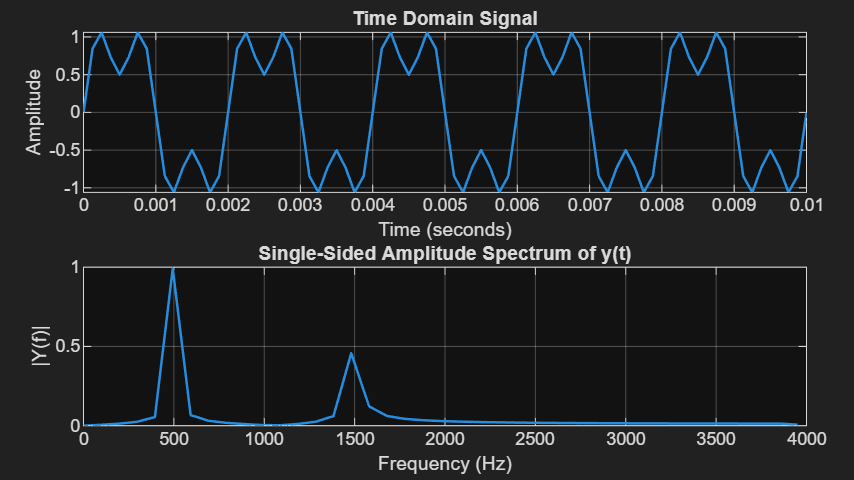 Time Domain Signal
1
0.5
0
-0.5
-1
Amplitude
0 0.001 0.002 0.003 0.004 0.005 0.006 0.007 0.008 0.009 0.01
Time (seconds)
Single-Sided Amplitude Spectrum of y(t)
1
0.5
0
|Y(f)|
0 500 1000 1500 2000 2500 3000 3500 4000
Frequency (Hz)